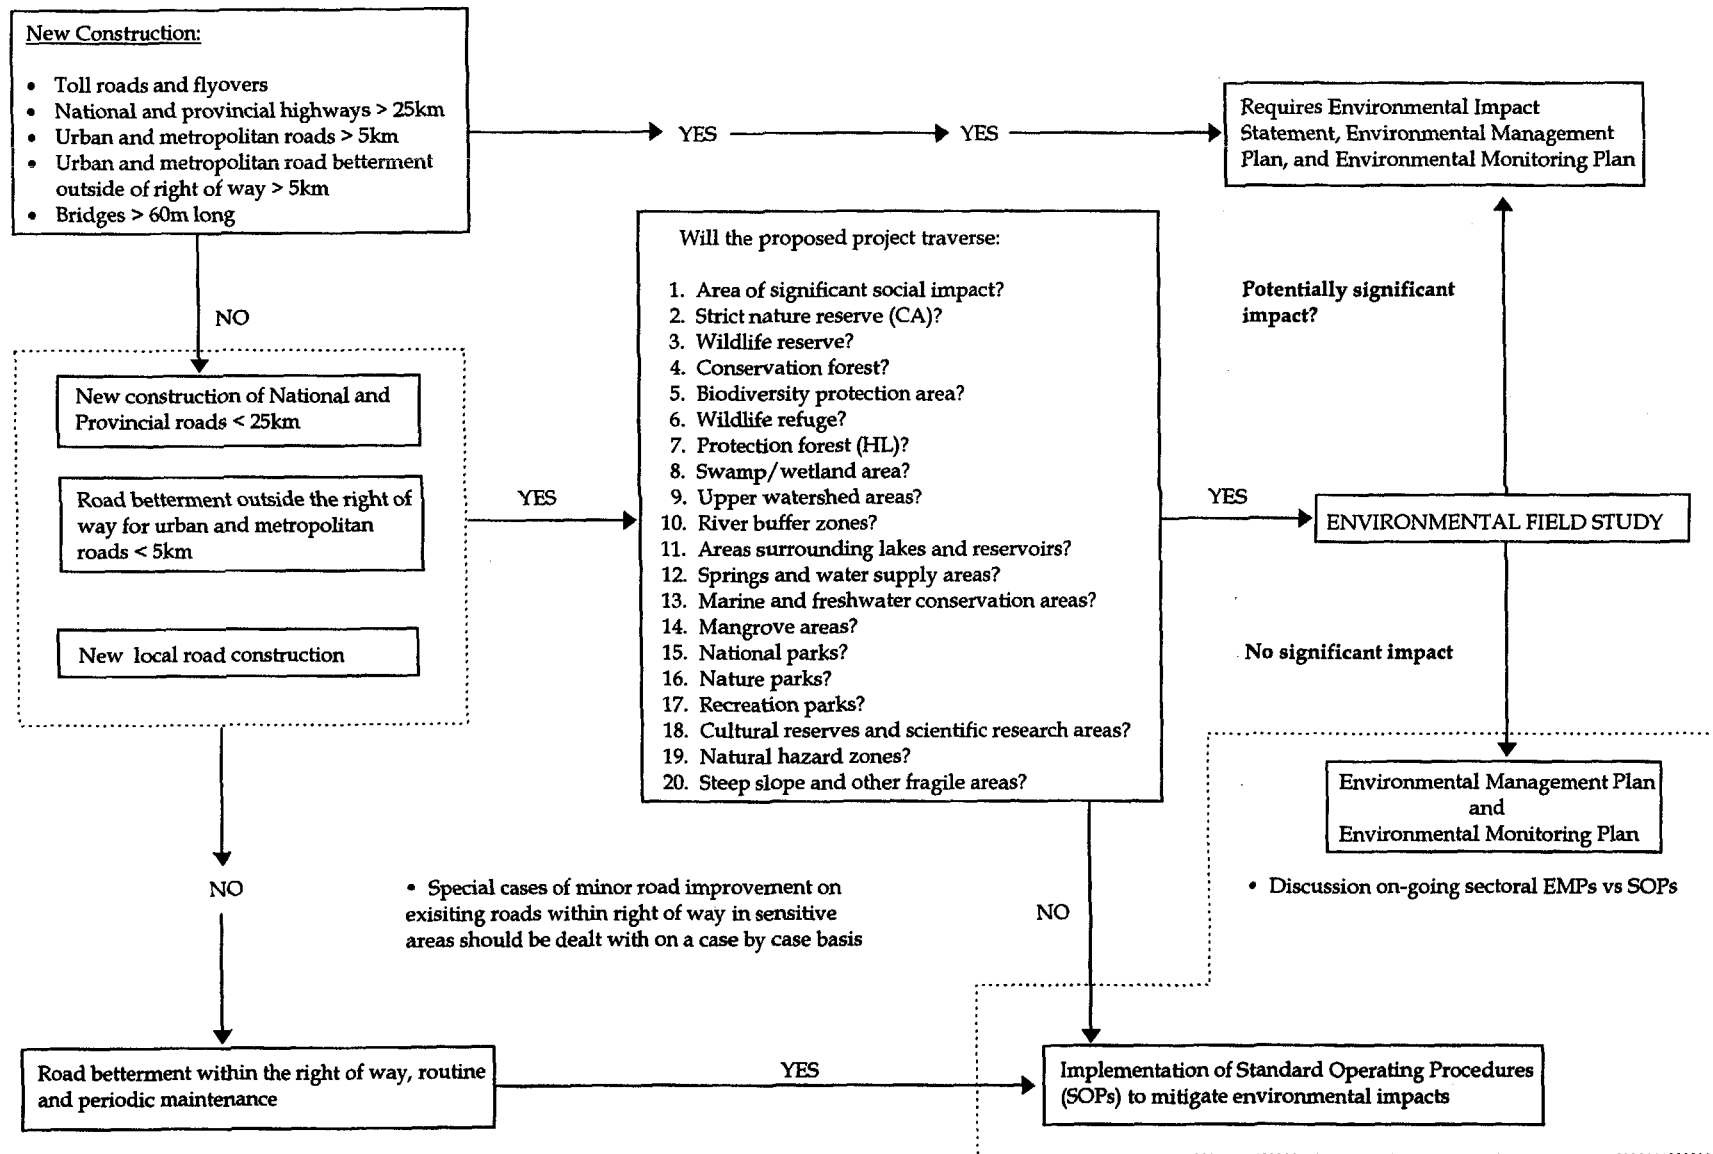 New Construction:
• Toll roads and flyovers
• National and provincial highways > 25km
• Urban and metropolitan roads > 5km
• Urban and metropolitan road betterment
outside of right of way > 5km
• Bridges > 60m long
YES
YES
Requires Environmental Impact
Statement, Environmental Management
Plan, and Environmental Monitoring Plan
NO
New construction of National and
Provincial roads < 25km
Road betterment outside the right of
way for urban and metropolitan
roads < 5km
New local road construction
YES
Will the proposed project traverse:
1. Area of significant social impact?
2. Strict nature reserve (CA)?
3. Wildlife reserve?
4. Conservation forest?
5. Biodiversity protection area?
6. Wildlife refuge?
7. Protection forest (HL)?
8. Swamp/wetland area?
9. Upper watershed areas?
10. River buffer zones?
11. Areas surrounding lakes and reservoirs?
12. Springs and water supply areas?
13. Marine and freshwater conservation areas?
14. Mangrove areas?
15. National parks?
16. Nature parks?
17. Recreation parks?
18. Cultural reserves and scientific research areas?
19. Natural hazard zones?
20. Steep slope and other fragile areas?
Potentially significant
impact?
YES
ENVIRONMENTAL FIELD STUDY
No significant impact
Environmental Management Plan
and
Environmental Monitoring Plan
• Discussion on-going sectoral EMPs vs SOPs
NO
• Special cases of minor road improvement on
exisiting roads within right of way in sensitive
areas should be dealt with on a case by case basis
NO
Road betterment within the right of way, routine
and periodic maintenance
YES
Implementation of Standard Operating Procedures
(SOPs) to mitigate environmental impacts